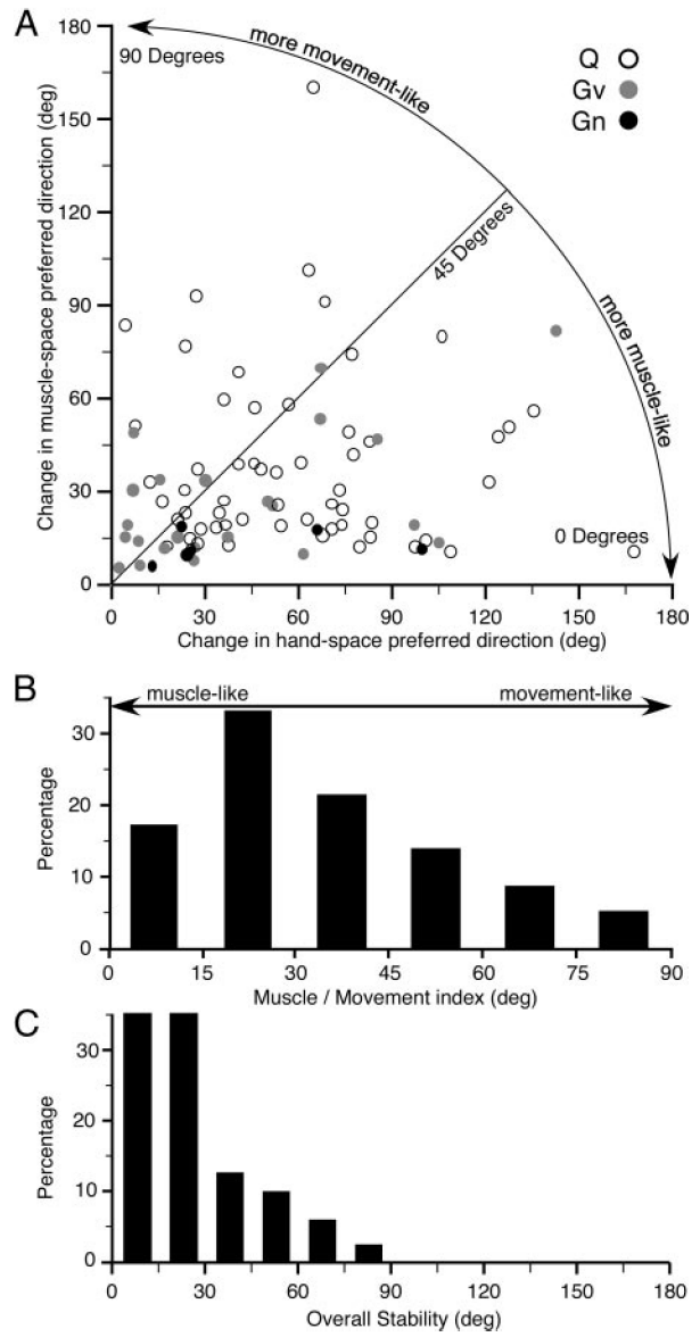 A
180
150
120
90
60
30
0
Change in muscle-space preferred direction (deg)
90 Degrees
more movement-like
Q
Gv
Gn
45 Degrees
more muscle-like
0 Degrees
0 30 60 90 120 150 180
Change in hand-space preferred direction (deg)
B
muscle-like movement-like
30
20
10
0
Percentage
0 15 30 45 60 75 90
Muscle / Movement index (deg)
C
30
20
10
0
Percentage
0 30 60 90 120 150 180
Overall Stability (deg)